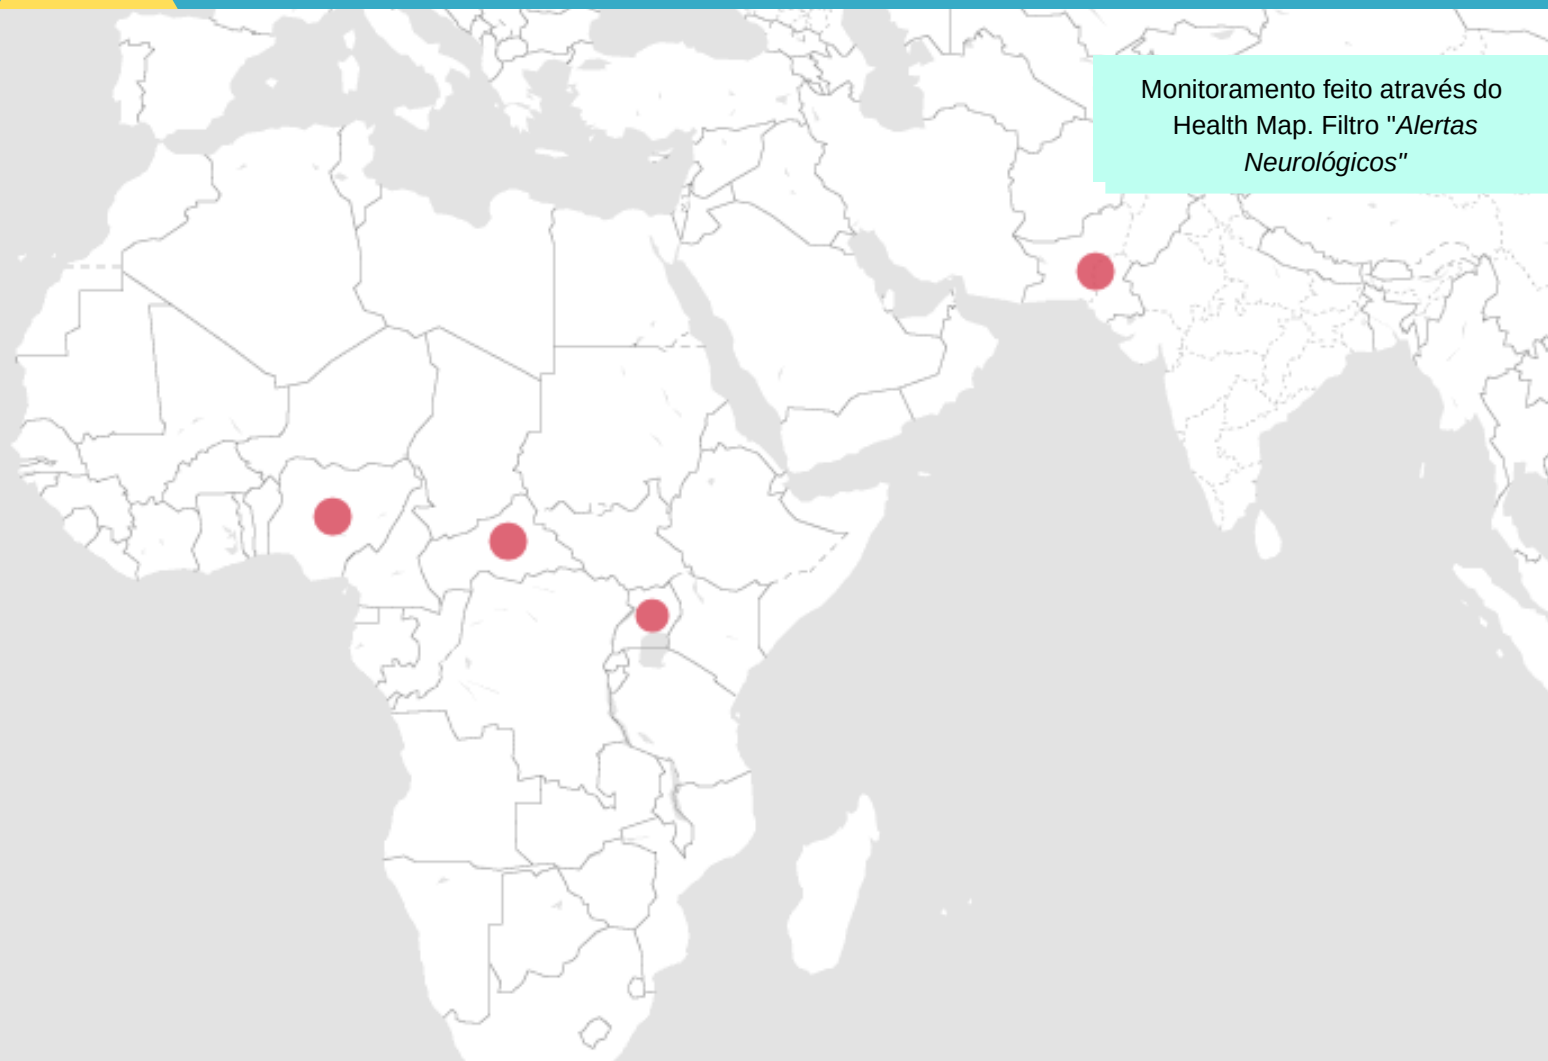 Monitoramento feito através do
Health Map. Filtro "Alertas
Neurológicos"